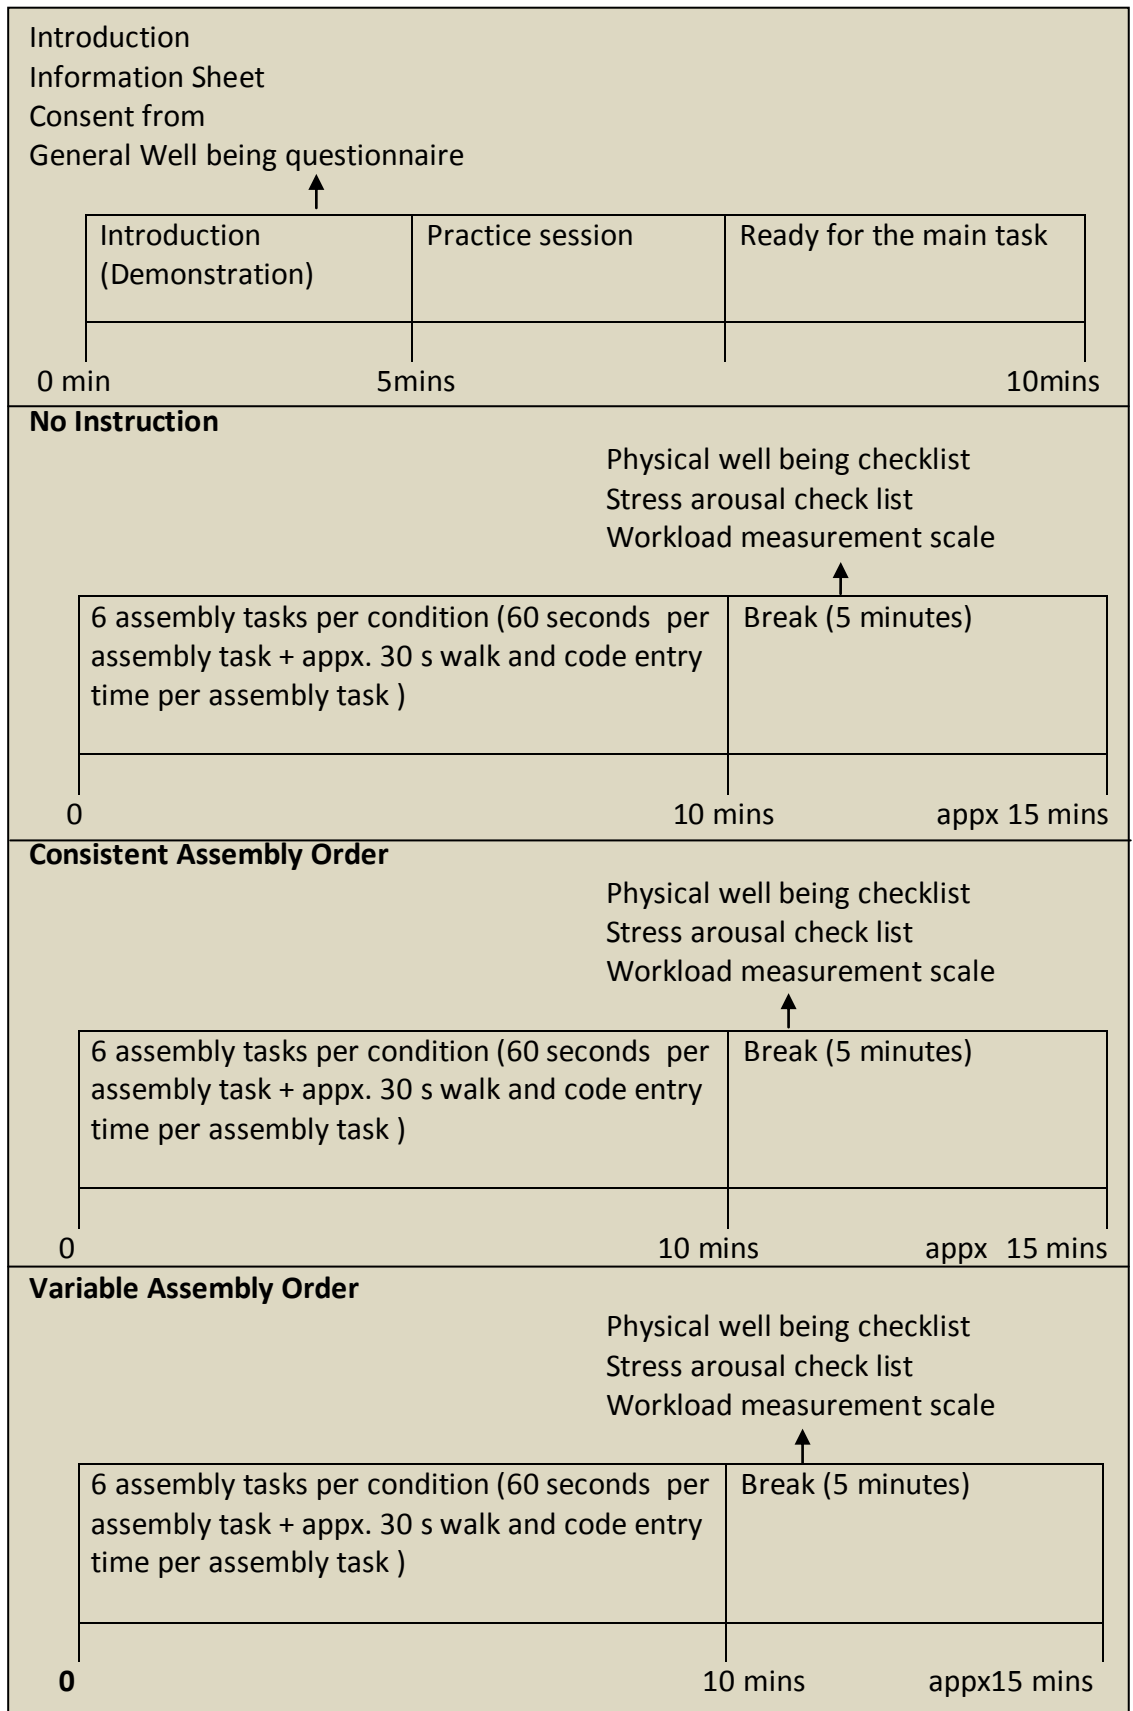 Introduction
Information Sheet
Consent from
General Well being questionnaire
Introduction
(Demonstration)
Practice session
Ready for the main task
0 min
5mins
10mins
No Instruction
Physical well being checklist
Stress arousal check list
Workload measurement scale
6 assembly tasks per condition (60 seconds per
assembly task + appx. 30 s walk and code entry
time per assembly task )
Break (5 minutes)
0
10 mins
appx 15 mins
Consistent Assembly Order
Physical well being checklist
Stress arousal check list
Workload measurement scale
6 assembly tasks per condition (60 seconds per
assembly task + appx. 30 s walk and code entry
time per assembly task )
Break (5 minutes)
0
10 mins
appx 15 mins
Variable Assembly Order
Physical well being checklist
Stress arousal check list
Workload measurement scale
6 assembly tasks per condition (60 seconds per
assembly task + appx. 30 s walk and code entry
time per assembly task )
Break (5 minutes)
0
10 mins
appx15 mins